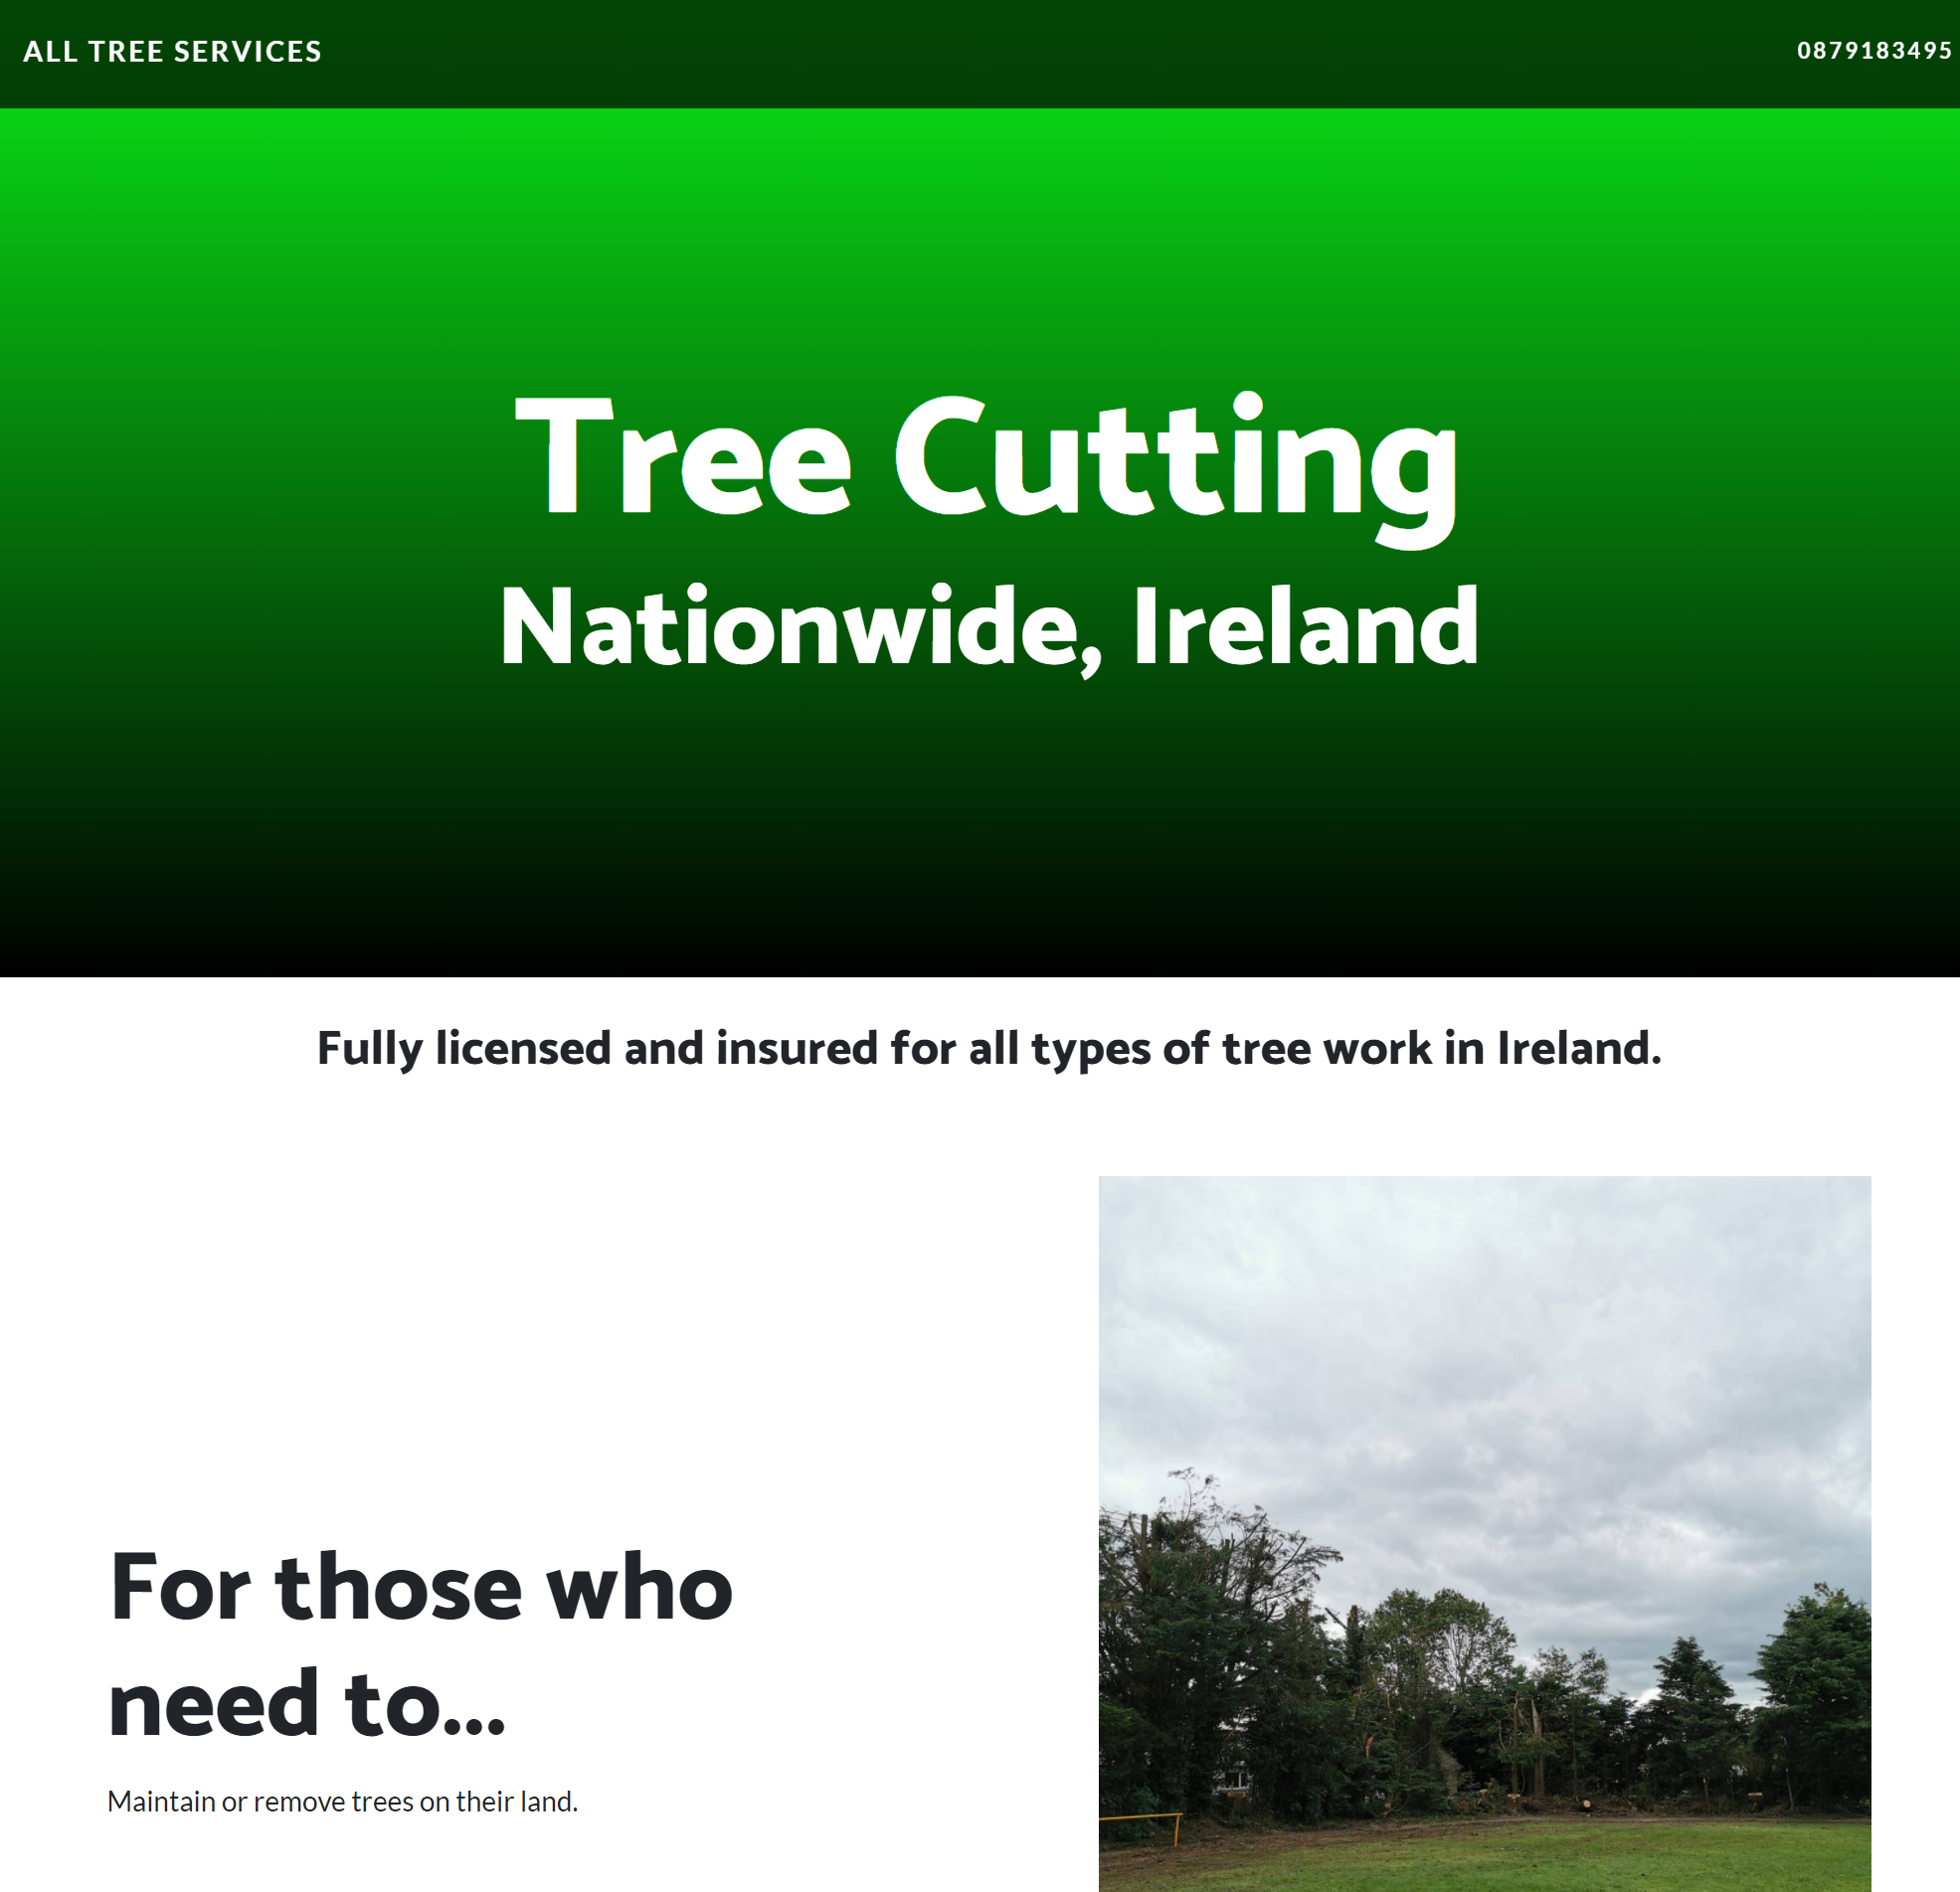 ALL TREE SERVICES
0879183495
Tree Cutting
Nationwide, Ireland
Fully licensed and insured for all types of tree work in Ireland.
For those who
need to...
Maintain or remove trees on their land.